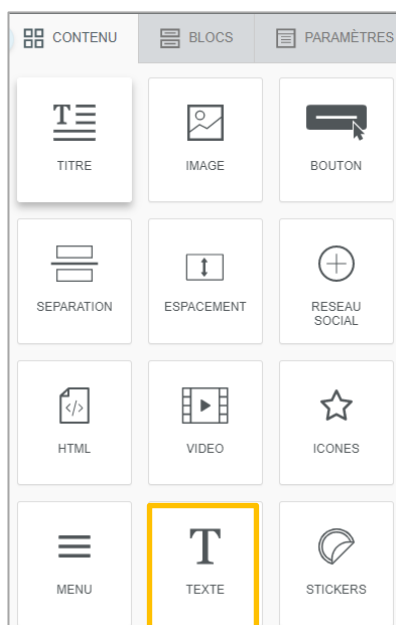 CONTENU BLOCS PARAMÈTRES
TITRE IMAGE BOUTON
SEPARATION ESPACEMENT RESEAU
SOCIAL
HTML VIDEO ICONES
MENU TEXTE STICKERS